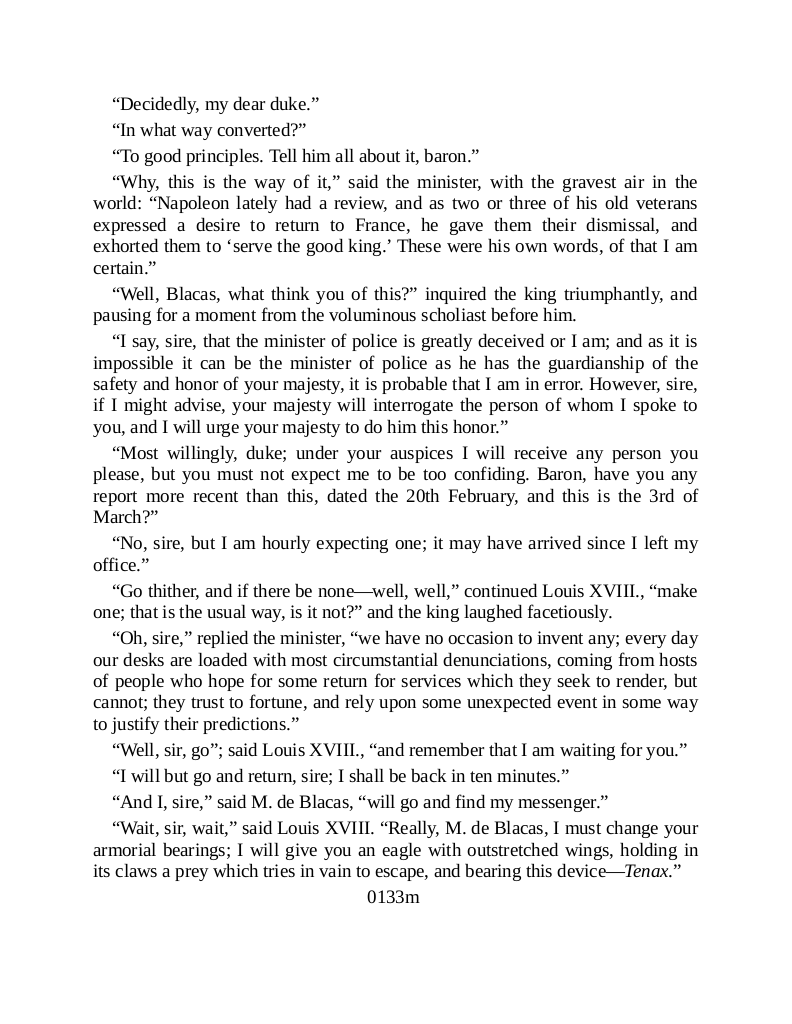 “Decidedly, my dear duke.”
“In what way converted?”
“To good principles. Tell him all about it, baron.”
“Why, this is the way of it,” said the minister, with the gravest air in the
world: “Napoleon lately had a review, and as two or three of his old veterans
expressed a desire to return to France, he gave them their dismissal, and
exhorted them to ‘serve the good king.’ These were his own words, of that I am
certain.”
“Well, Blacas, what think you of this?” inquired the king triumphantly, and
pausing for a moment from the voluminous scholiast before him.
“I say, sire, that the minister of police is greatly deceived or I am; and as it is
impossible it can be the minister of police as he has the guardianship of the
safety and honor of your majesty, it is probable that I am in error. However, sire,
if I might advise, your majesty will interrogate the person of whom I spoke to
you, and I will urge your majesty to do him this honor.”
“Most willingly, duke; under your auspices I will receive any person you
please, but you must not expect me to be too confiding. Baron, have you any
report more recent than this, dated the 20th February, and this is the 3rd of
March?”
“No, sire, but I am hourly expecting one; it may have arrived since I left my
office.”
“Go thither, and if there be none—well, well,” continued Louis XVIII., “make
one; that is the usual way, is it not?” and the king laughed facetiously.
“Oh, sire,” replied the minister, “we have no occasion to invent any; every day
our desks are loaded with most circumstantial denunciations, coming from hosts
of people who hope for some return for services which they seek to render, but
cannot; they trust to fortune, and rely upon some unexpected event in some way
to justify their predictions.”
“Well, sir, go”; said Louis XVIII., “and remember that I am waiting for you.”
“I will but go and return, sire; I shall be back in ten minutes.”
“And I, sire,” said M. de Blacas, “will go and find my messenger.”
“Wait, sir, wait,” said Louis XVIII. “Really, M. de Blacas, I must change your
armorial bearings; I will give you an eagle with outstretched wings, holding in
its claws a prey which tries in vain to escape, and bearing this device—Tenax.”
0133m